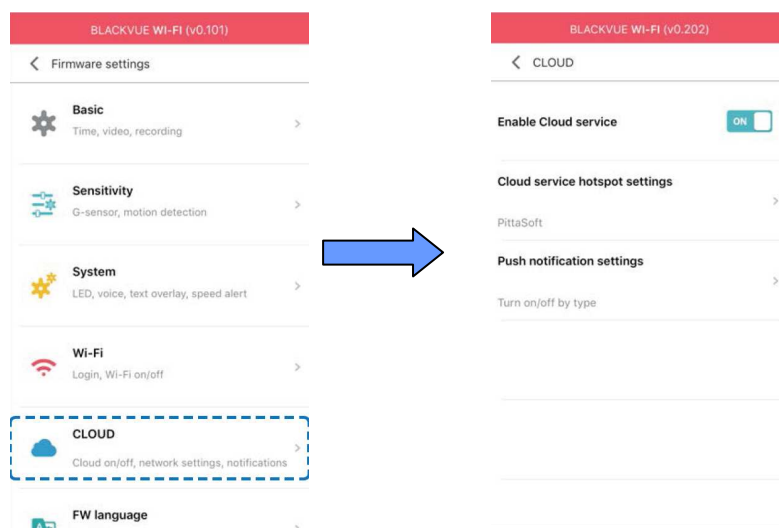 BLACKVUE WI-FI (v0.101)
Firmware settings
Basic
Time, video, recording
Sensitivity
G-sensor, motion detection
System
LED, voice, text overlay, speed alert
Wi-Fi
Login, Wi-Fi on/off
CLOUD
Cloud on/off, network settings, notifications
FW language
BLACKVUE WI-FI (v0.202)
CLOUD
Enable Cloud service
ON
Cloud service hotspot settings
PittaSoft
Push notification settings
Turn on/off by type